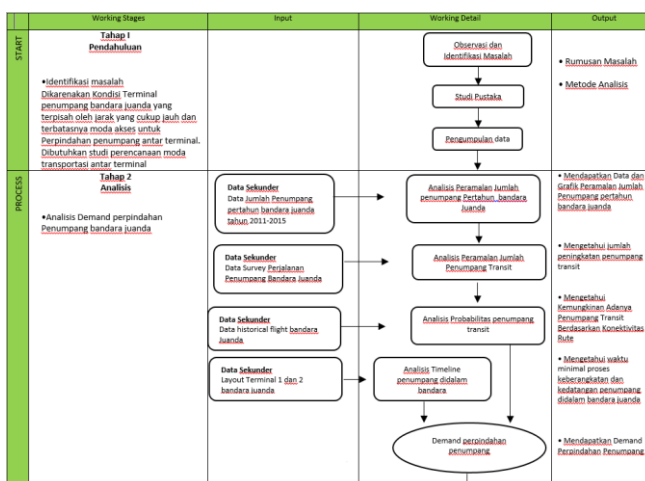 Working Stages
Input
Working Detail
Output
START
Tahap I
Pendahuluan
•Identifikasi masalah
Dikarenakan Kondisi Terminal
penumpang bandara juanda yang
terpisah oleh jarak yang cukup jauh dan
terbatasnya moda akses untuk
Perpindahan penumpang antar terminal.
Dibutuhkan studi perencanaan moda
transportasi antar terminal
Observasi dan
Identifikasi Masalah
Studi Pustaka
Pengumpulan data
• Rumusan Masalah
• Metode Analisis
PROCESS
Tahap 2
Analisis
•Analisis Demand perpindahan
Penumpang bandara juanda
Data Sekunder
Data Jumlah Penumpang
pertahun bandara juanda
tahun 2011-2015
Analisis Peramalan Jumlah
penumpang Pertahun bandara
Juanda
• Mendapatkan Data dan
Grafik Peramalan Jumlah
Penumpang pertahun
bandara juanda
Data Sekunder
Data Survey Perjalanan
Penumpang Bandara Juanda
Analisis Peramalan Jumlah
Penumpang Transit
• Mengetahui jumlah
peningkatan penumpang
transit
Data Sekunder
Data historical flight bandara
Juanda
Analisis Probabilitas penumpang
transit
• Mengetahui
Kemungkinan Adanya
Penumpang Transit
Berdasarkan Konektivitas
Rute
Data Sekunder
Layout Terminal 1 dan 2
bandara juanda
Analisis Timeline
penumpang didalam
bandara
• Mengetahui waktu
minimal proses
keberangkatan dan
kedatangan penumpang
didalam bandara juanda
Demand perpindahan
penumpang
• Mendapatkan Demand
Perpindahan Penumpang